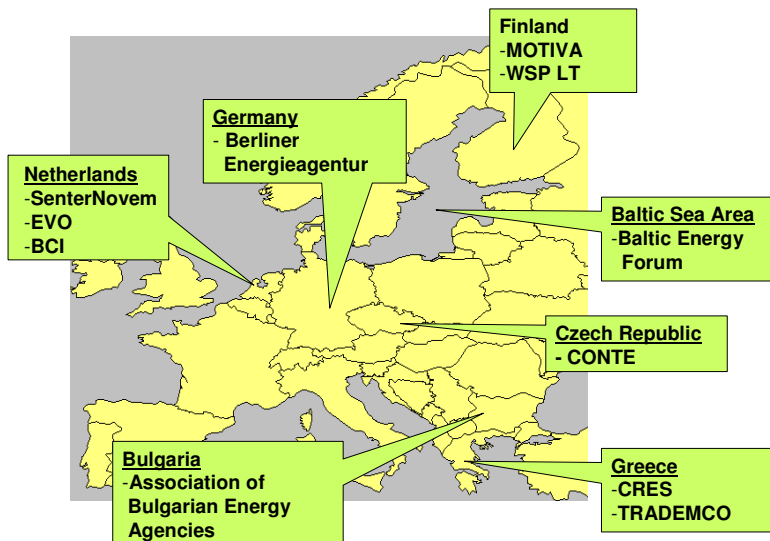 Finland
-MOTIVA
-WSP LT
Germany
- Berliner
Energieagentur
Netherlands
-SenterNovem
-EVO
-BCI
Baltic Sea Area
-Baltic Energy
Forum
Czech Republic
- CONTE
Bulgaria
-Association of
Bulgarian Energy
Agencies
Greece
-CRES
-TRADEMCO